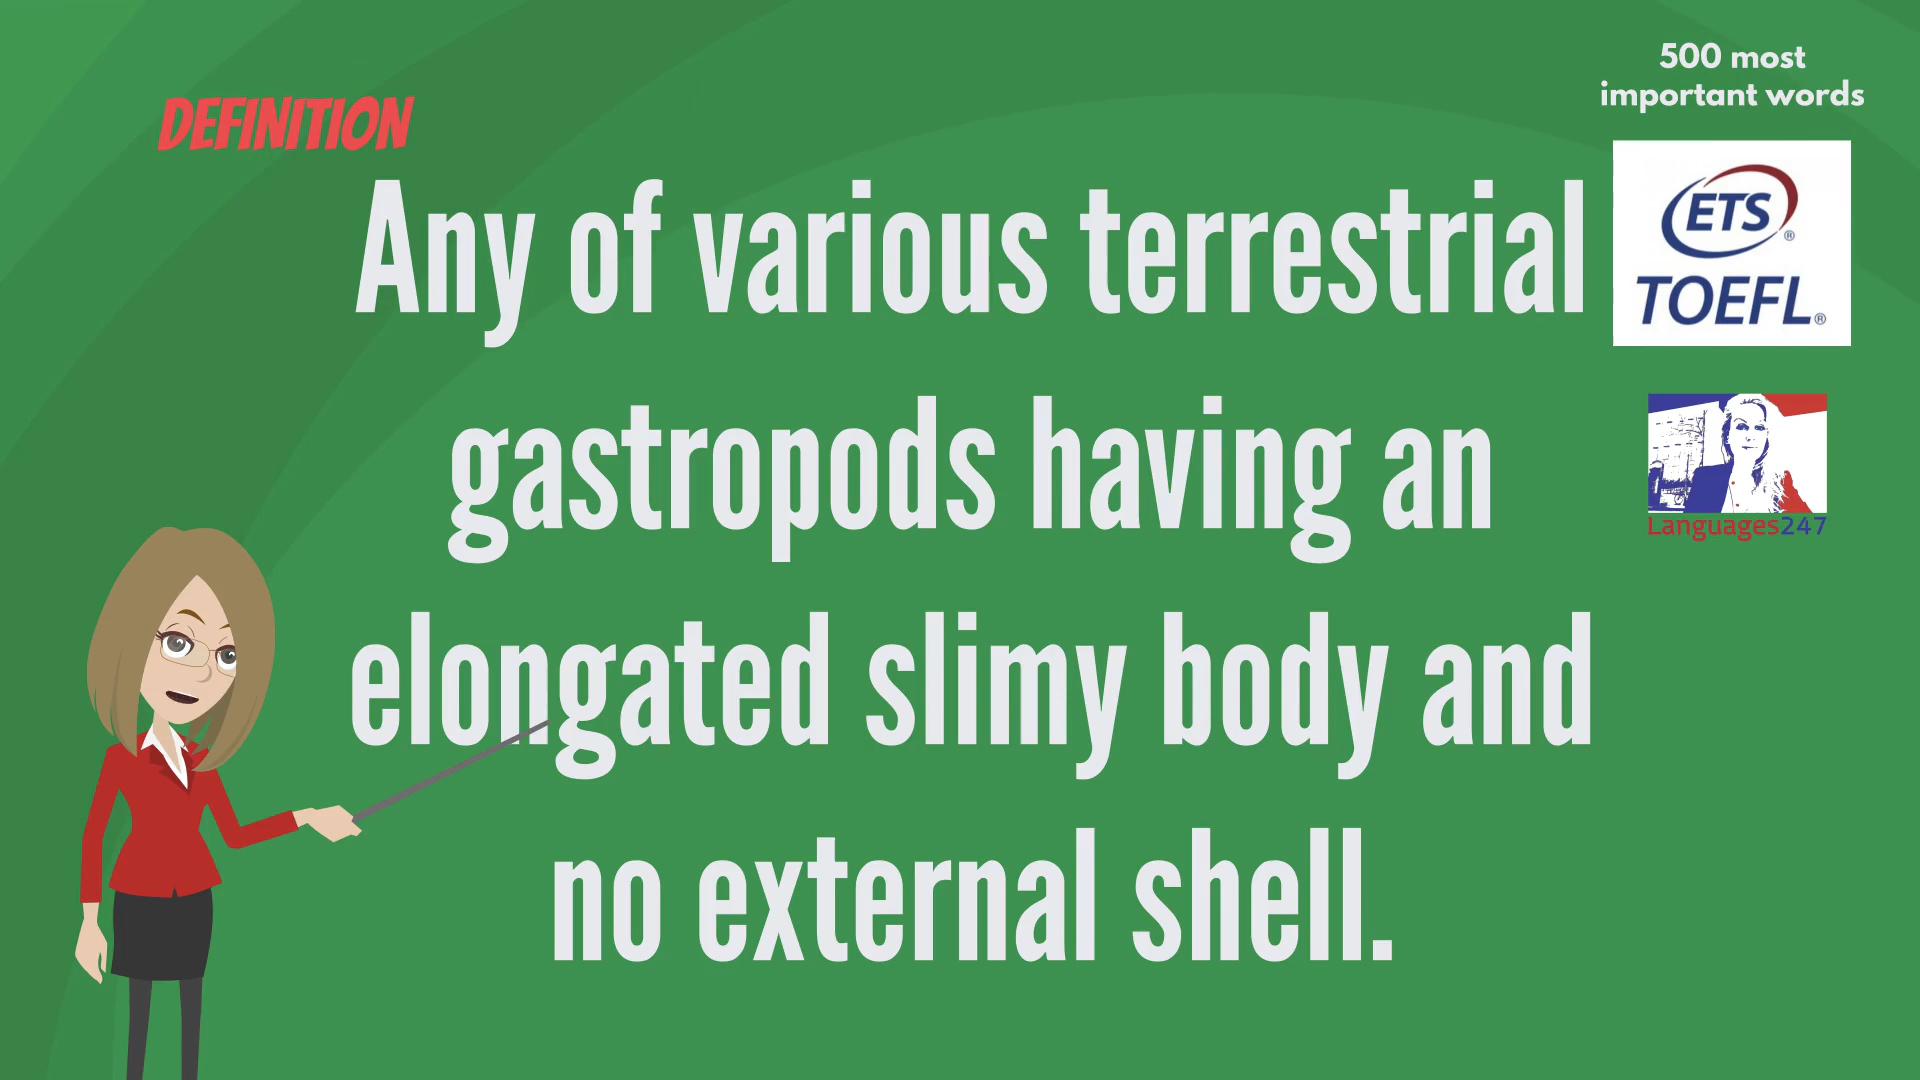 500 most
important words
DEFINITION
Any of various terrestrial
gastropods having an
elongated slimy body and
no external shell.
ETS®
TOEFL®
Languages247